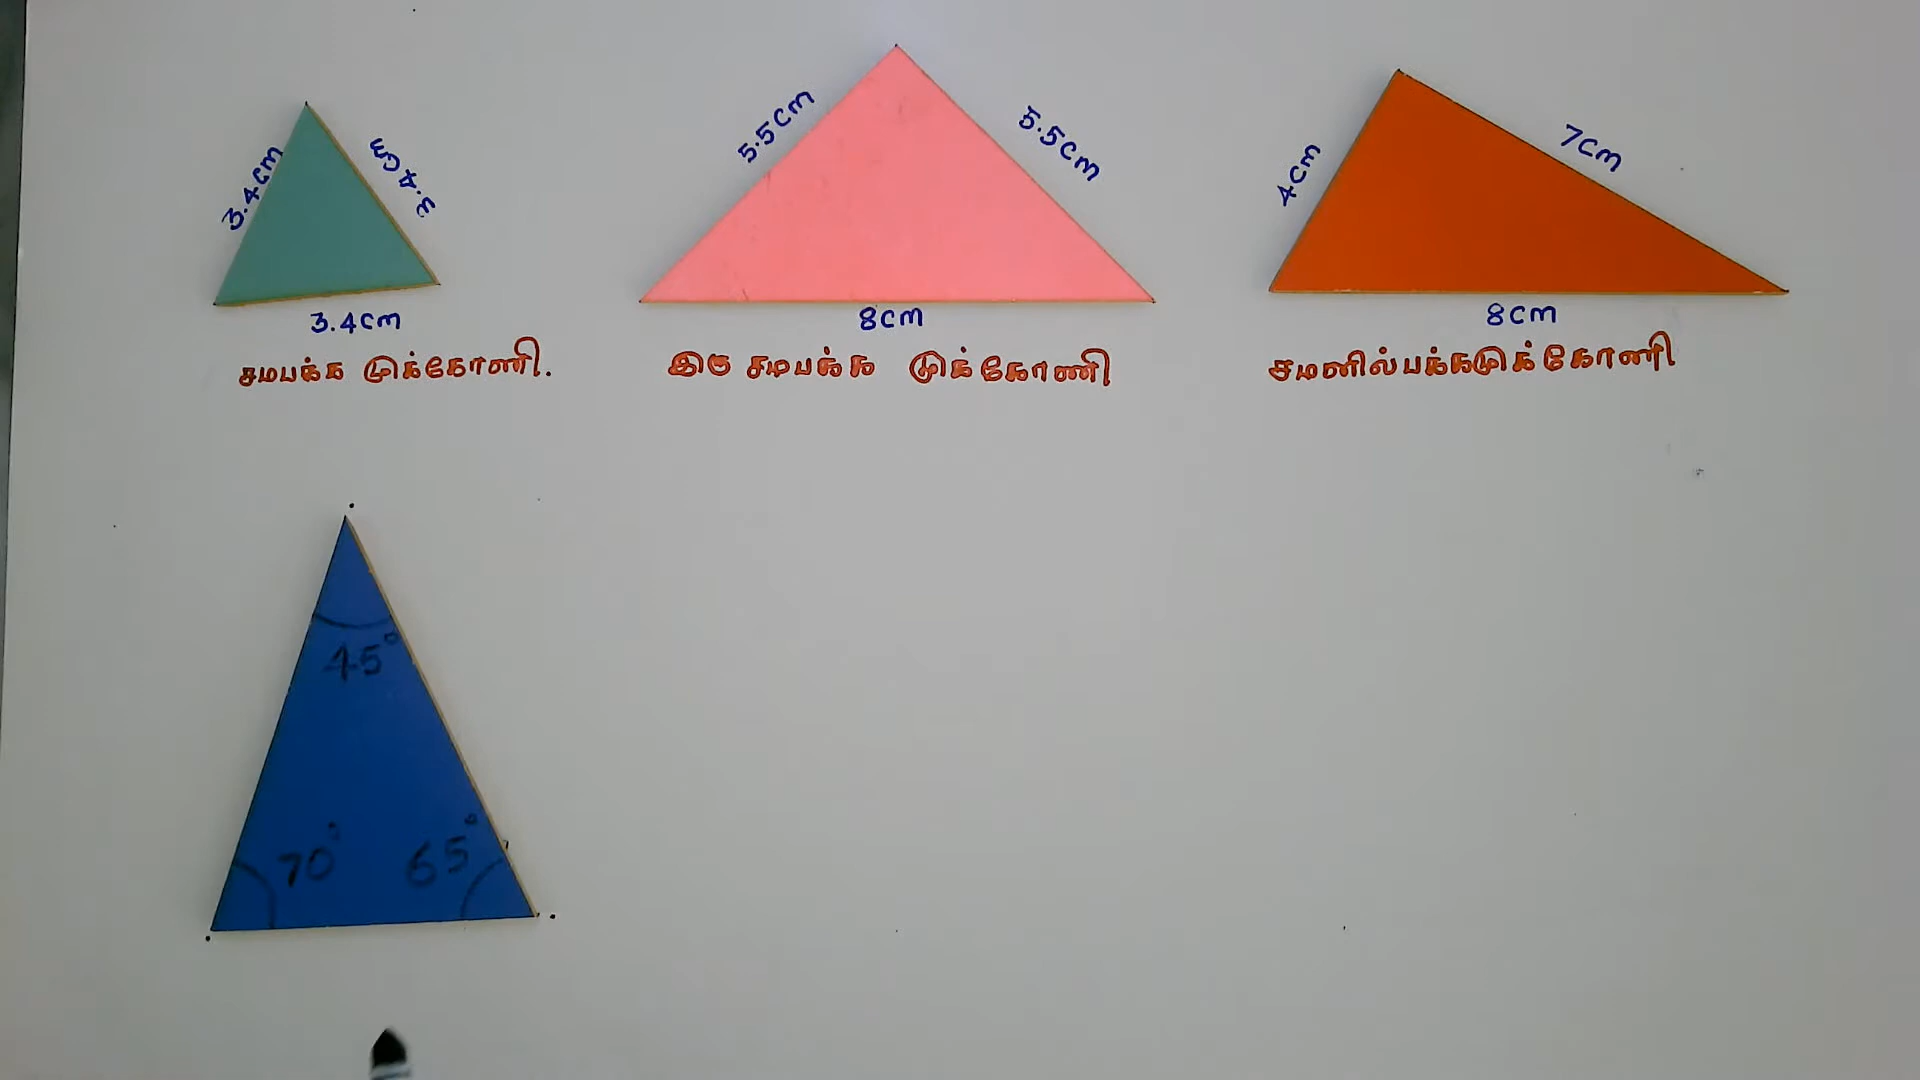 3.4cm
3.4cm
3.4cm
சமபக்க முக்கோணி.
5.5cm
5.5cm
8cm
இரு சமபக்க முக்கோணி
4cm
7cm
8cm
சமனில்பக்கமுக்கோணி
45°
70°
65°